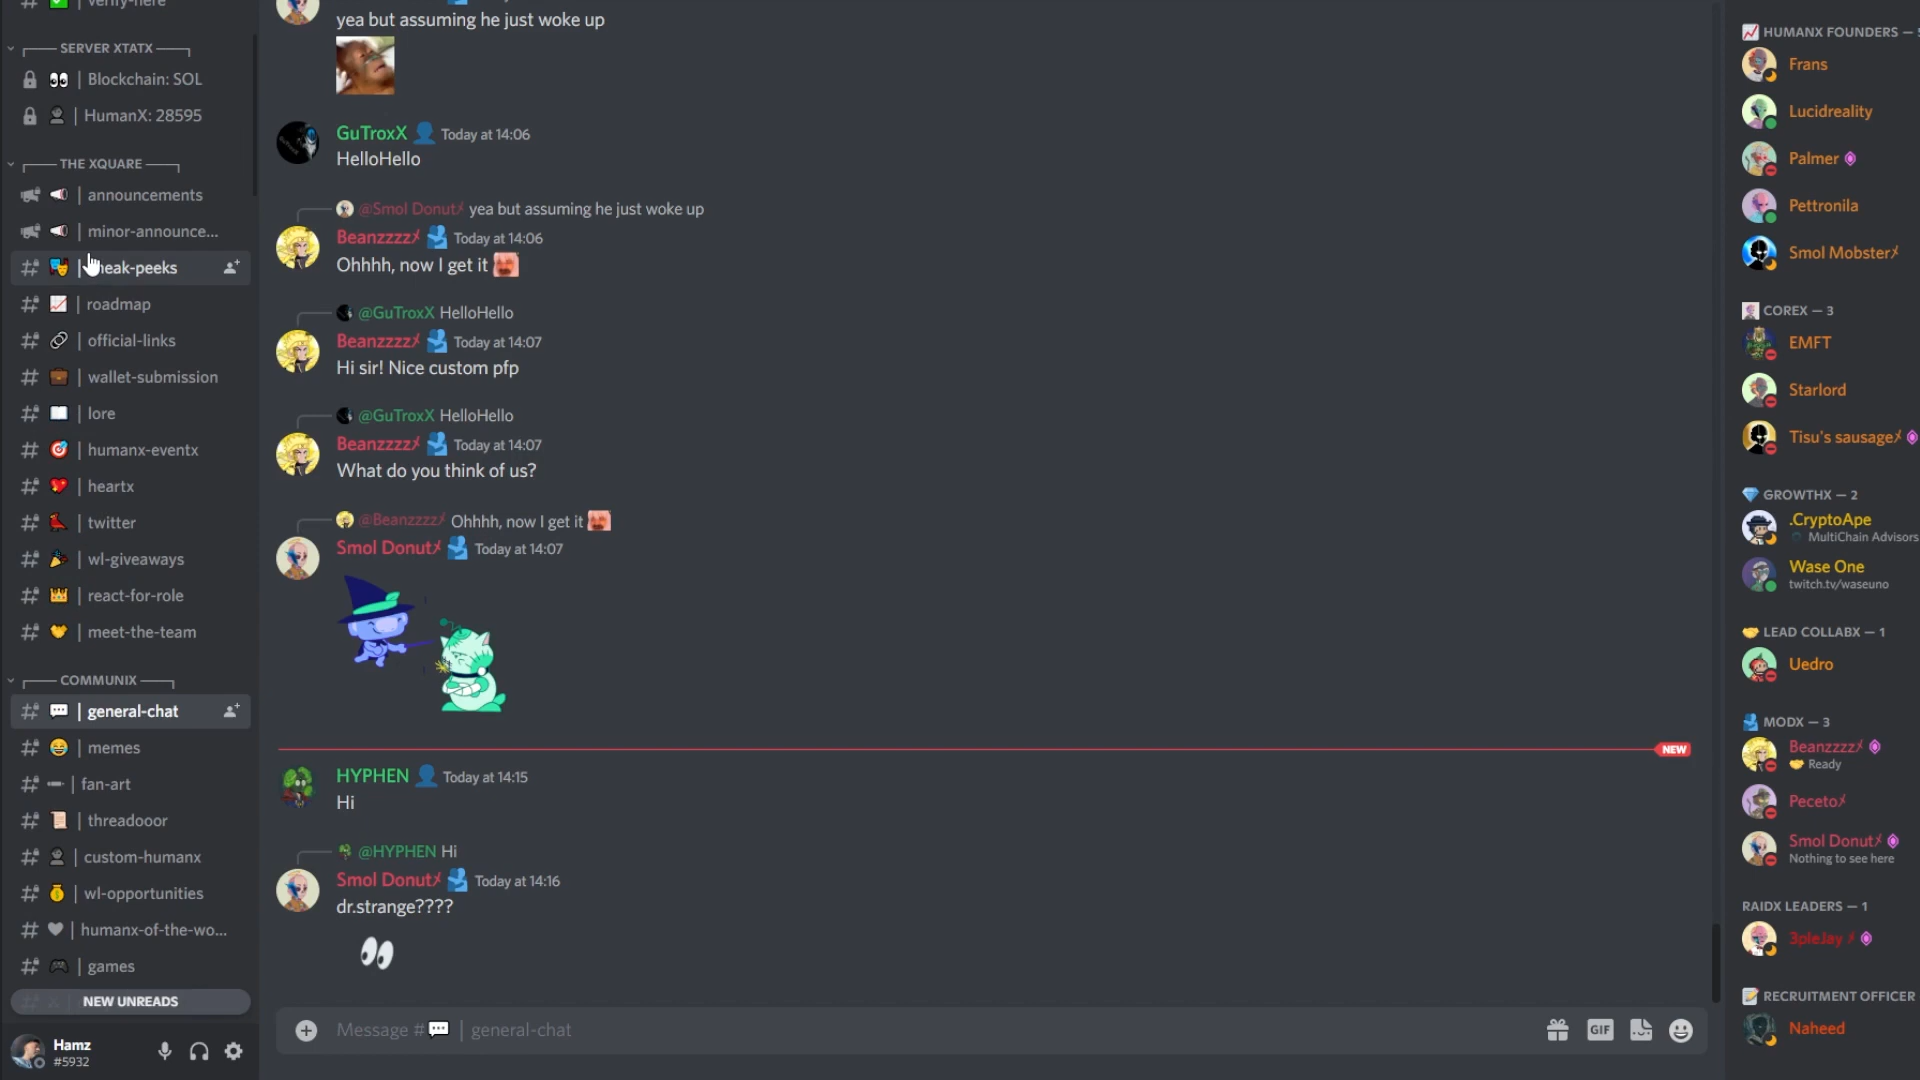 verify-here
SERVER XTATX
| Blockchain: SOL
| HumanX: 28595
THE XQUARE
| announcements
| minor-announce...
| eak-peeks
| roadmap
| official-links
| wallet-submission
| lore
| humanx-eventx
| heartx
| twitter
| wl-giveaways
| react-for-role
| meet-the-team
COMMUNIX
| general-chat
| memes
| fan-art
| threadooor
| custom-humanx
| wl-opportunities
| humanx-of-the-wo...
| games
NEW UNREADS
Hamz
#5932
yea but assuming he just woke up
GuTroxX Today at 14:06
HelloHello
@Smol Donut yea but assuming he just woke up
Beanzzzz Today at 14:06
Ohhhh, now I get it
@GuTroxX HelloHello
Beanzzzz Today at 14:07
Hi sir! Nice custom pfp
@GuTroxX HelloHello
Beanzzzz Today at 14:07
What do you think of us?
@Beanzzzz Ohhhh, now I get it
Smol Donut Today at 14:07
NEW
HYPHEN Today at 14:15
Hi
@HYPHEN Hi
Smol Donut Today at 14:16
dr.strange????
Message # | general-chat
GIF
HUMANX FOUNDERS —
Frans
Lucidreality
Palmer
Pettronila
Smol Mobster
COREX — 3
EMFT
Starlord
Tisu's sausage
GROWTHX — 2
.CryptoApe
MultiChain Advisors
Wase One
twitch.tv/waseuno
LEAD COLLABX — 1
Uedro
MODX — 3
Beanzzzz
Ready
Peceto
Smol Donut
Nothing to see here
RAIDX LEADERS — 1
3pleJay
RECRUITMENT OFFICER
Naheed